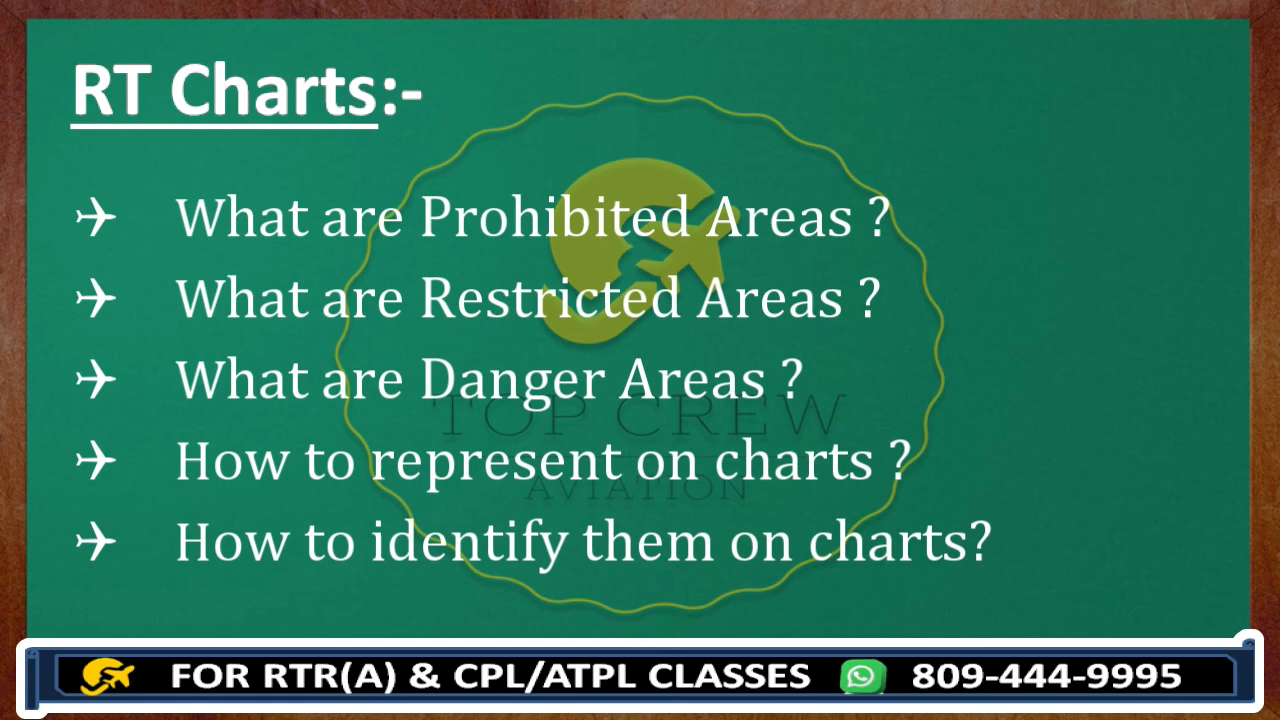 RT Charts:-
What are Prohibited Areas ?
What are Restricted Areas ?
What are Danger Areas ?
TOP CREW
How to represent on charts ?
AVIATION
How to identify them on charts?
FOR RTR(A) & CPL/ATPL CLASSES 809-444-9995